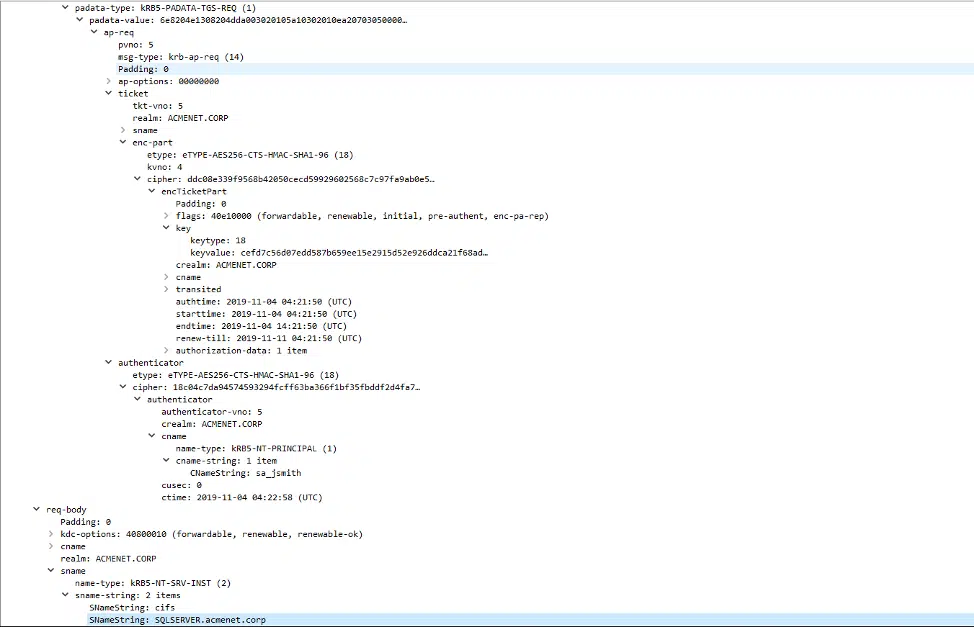 padata-type: kRB5-PADATA-TGS-REQ (1)
padata-value: 6e8204e1308204dda003020105a10302010ea20703050000…
ap-req
pvno: 5
msg-type: krb-ap-req (14)
Padding: 0
ap-options: 00000000
ticket
tkt-vno: 5
realm: ACMENET.CORP
sname
enc-part
etype: eTYPE-AES256-CTS-HMAC-SHA1-96 (18)
kvno: 4
cipher: ddc08e339f9568b42050cecd59929602568c7c97fa9ab0e5…
encTicketPart
Padding: 0
flags: 40e10000 (forwardable, renewable, initial, pre-authent, enc-pa-rep)
key
keytype: 18
keyvalue: cefd7c56d07edd587b659ee15e2915d52e926ddca21f68ad…
crealm: ACMENET.CORP
cname
transited
authtime: 2019-11-04 04:21:50 (UTC)
starttime: 2019-11-04 04:21:50 (UTC)
endtime: 2019-11-04 14:21:50 (UTC)
renew-till: 2019-11-11 04:21:50 (UTC)
authorization-data: 1 item
authenticator
etype: eTYPE-AES256-CTS-HMAC-SHA1-96 (18)
cipher: 18c04c7da94574593294fcff63ba366f1bf35fbddf2d4fa7…
authenticator
authenticator-vno: 5
crealm: ACMENET.CORP
cname
name-type: kRB5-NT-PRINCIPAL (1)
cname-string: 1 item
CNameString: sa_jsmith
cusec: 0
ctime: 2019-11-04 04:22:58 (UTC)
req-body
Padding: 0
kdc-options: 40800010 (forwardable, renewable, renewable-ok)
cname
realm: ACMENET.CORP
sname
name-type: kRB5-NT-SRV-INST (2)
sname-string: 2 items
SNameString: cifs
SNameString: SQLSERVER.acmenet.corp